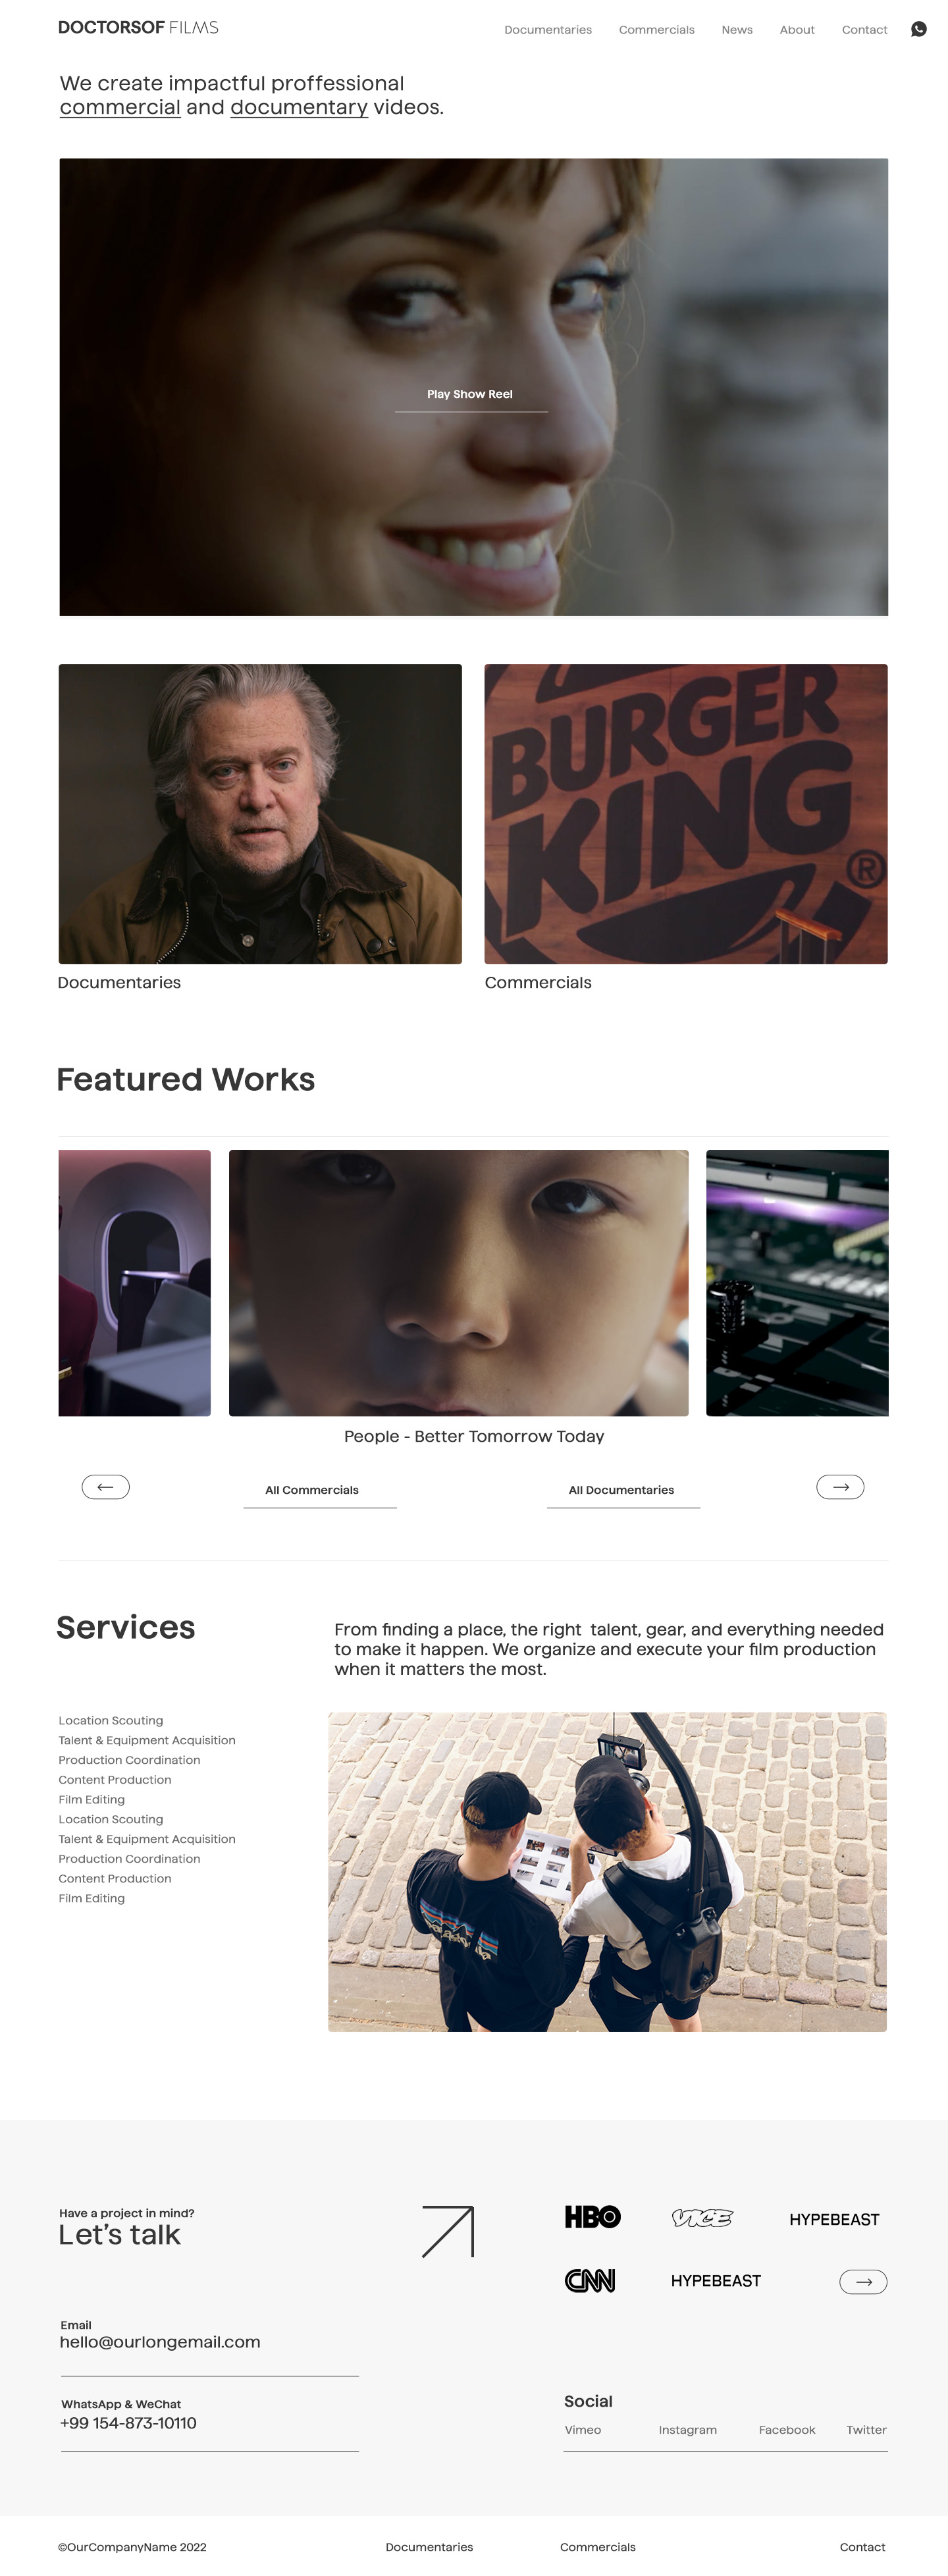 DOCTORSOF FILMS
Documentaries Commercials News About Contact
We create impactful proffessional
commercial and documentary videos.
Play Show Reel
BURGER
KING
®
Documentaries
Commercials
Featured Works
People - Better Tomorrow Today
All Commercials
All Documentaries
Services
From finding a place, the right talent, gear, and everything needed
to make it happen. We organize and execute your film production
when it matters the most.
Location Scouting
Talent & Equipment Acquisition
Production Coordination
Content Production
Film Editing
Location Scouting
Talent & Equipment Acquisition
Production Coordination
Content Production
Film Editing
Have a project in mind?
Let's talk
HBO VICE HYPEBEAST
CNN HYPEBEAST
Email
hello@ourlongemail.com
WhatsApp & WeChat
+99 154-873-10110
Social
Vimeo Instagram Facebook Twitter
©OurCompanyName 2022 Documentaries Commercials Contact